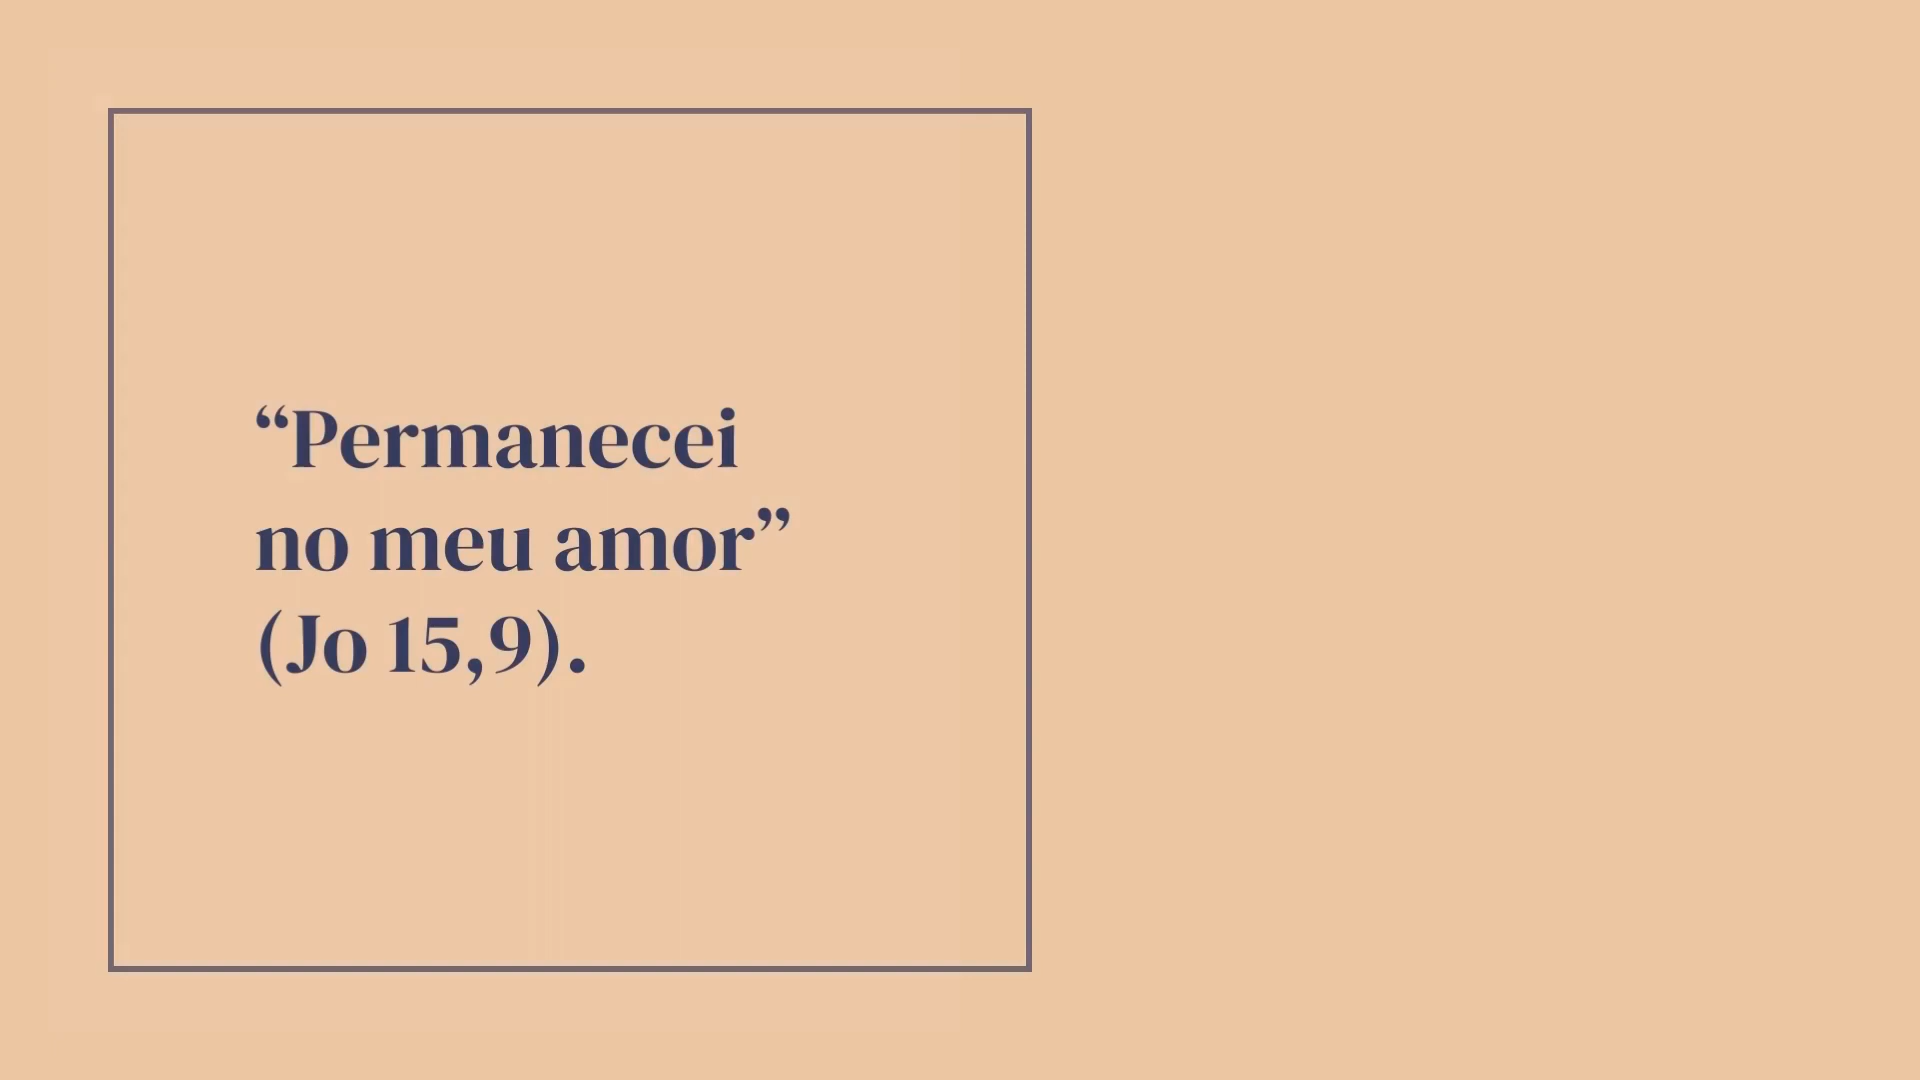 “Permanecei
no meu amor”
(Jo 15,9).